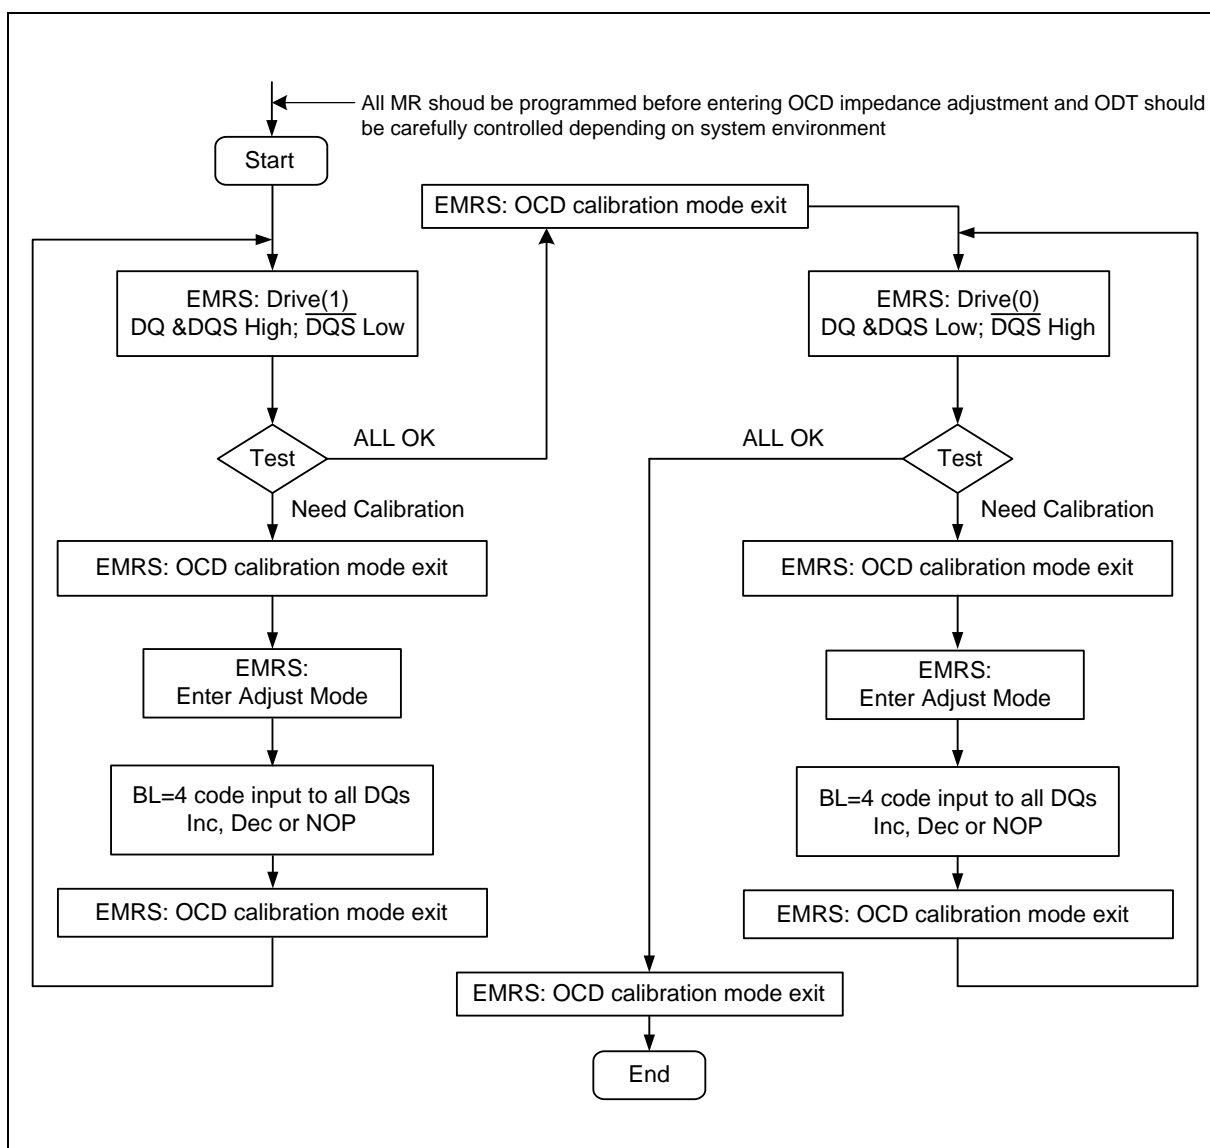 All MR shoud be programmed before entering OCD impedance adjustment and ODT should
be carefully controlled depending on system environment
Start
EMRS: OCD calibration mode exit
EMRS: Drive(1)
DQ &DQS High; D̅Q̅S̅ Low
EMRS: Drive(0)
DQ &DQS Low; D̅Q̅S̅ High
ALL OK
Test
Need Calibration
ALL OK
Test
Need Calibration
EMRS: OCD calibration mode exit
EMRS: OCD calibration mode exit
EMRS:
Enter Adjust Mode
EMRS:
Enter Adjust Mode
BL=4 code input to all DQs
Inc, Dec or NOP
BL=4 code input to all DQs
Inc, Dec or NOP
EMRS: OCD calibration mode exit
EMRS: OCD calibration mode exit
EMRS: OCD calibration mode exit
End